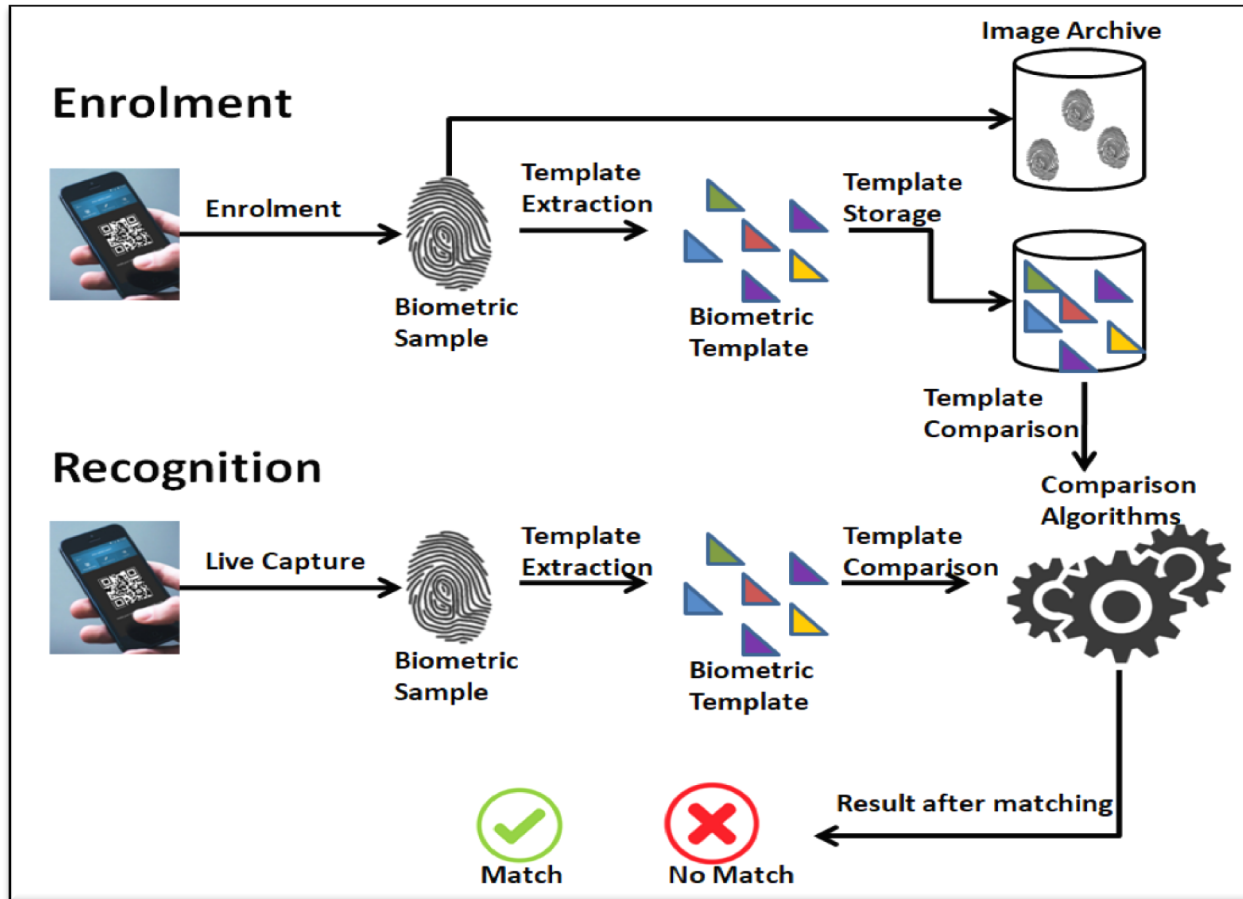 Image Archive
Enrolment
Enrolment
Template
Extraction
Template
Storage
Biometric
Sample
Biometric
Template
Template
Comparison
Recognition
Comparison
Algorithms
Live Capture
Template
Extraction
Template
Comparison
Biometric
Sample
Biometric
Template
Result after matching
Match
No Match